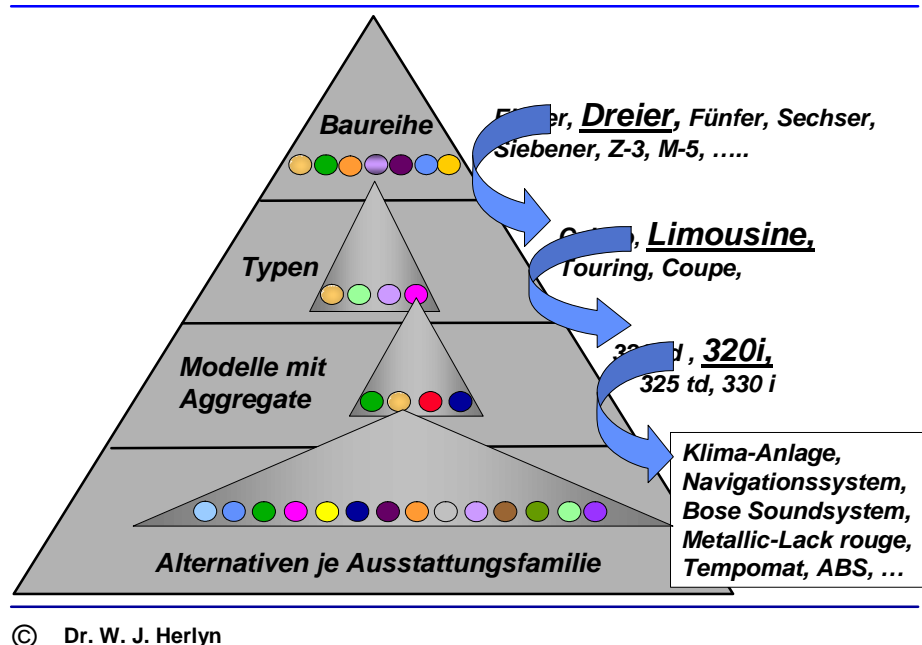 Baureihe
Dreier, Fünfer, Sechser,
Siebener, Z-3, M-5, …..
Typen
Limousine,
Touring, Coupe,
Modelle mit
Aggregate
320i,
325 td, 330 i
Klima-Anlage,
Navigationssystem,
Bose Soundsystem,
Metallic-Lack rouge,
Tempomat, ABS, …
Alternativen je Ausstattungsfamilie
© Dr. W. J. Herlyn